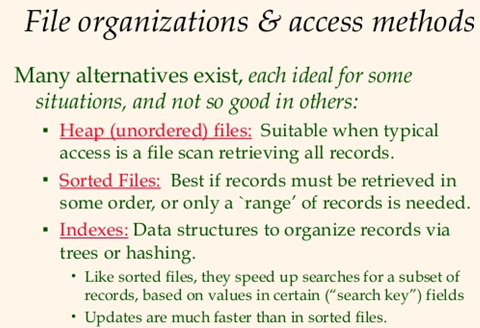 File organizations & access methods
Many alternatives exist, each ideal for some
situations, and not so good in others:
▪ Heap (unordered) files: Suitable when typical
access is a file scan retrieving all records.
▪ Sorted Files: Best if records must be retrieved in
some order, or only a `range' of records is needed.
▪ Indexes: Data structures to organize records via
trees or hashing.
• Like sorted files, they speed up searches for a subset of
records, based on values in certain (“search key”) fields
• Updates are much faster than in sorted files.